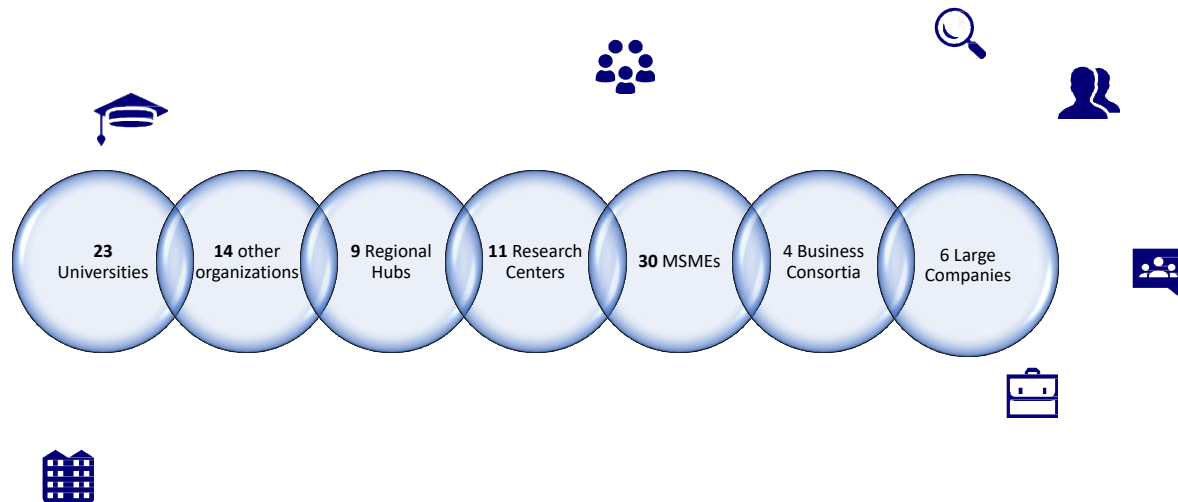 23
Universities
14 other
organizations
9 Regional
Hubs
11 Research
Centers
30 MSMEs
4 Business
Consortia
6 Large
Companies